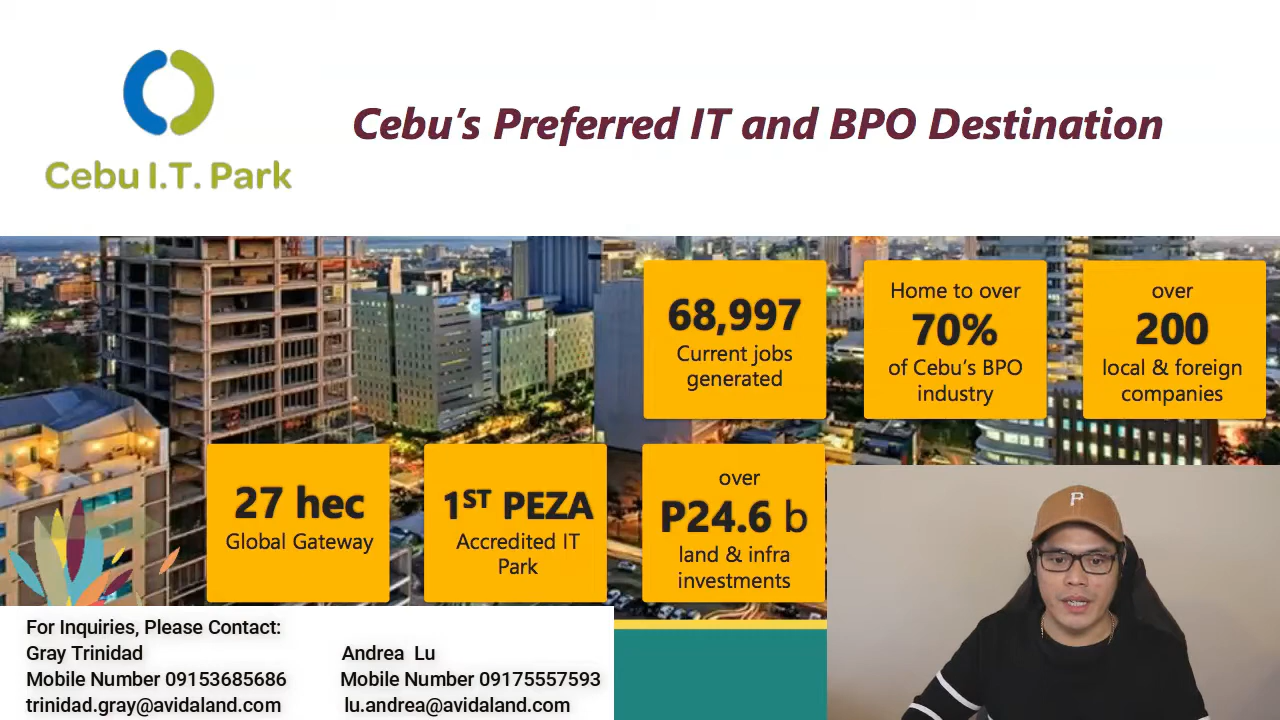 Cebu I.T. Park
Cebu's Preferred IT and BPO Destination
68,997
Current jobs
generated
Home to over
70%
of Cebu's BPO
industry
over
200
local & foreign
companies
27 hec
Global Gateway
1ST PEZA
Accredited IT
Park
over
P24.6 b
land & infra
investments
P
For Inquiries, Please Contact:
Gray Trinidad
Mobile Number 09153685686
trinidad.gray@avidaland.com
Andrea Lu
Mobile Number 09175557593
lu.andrea@avidaland.com